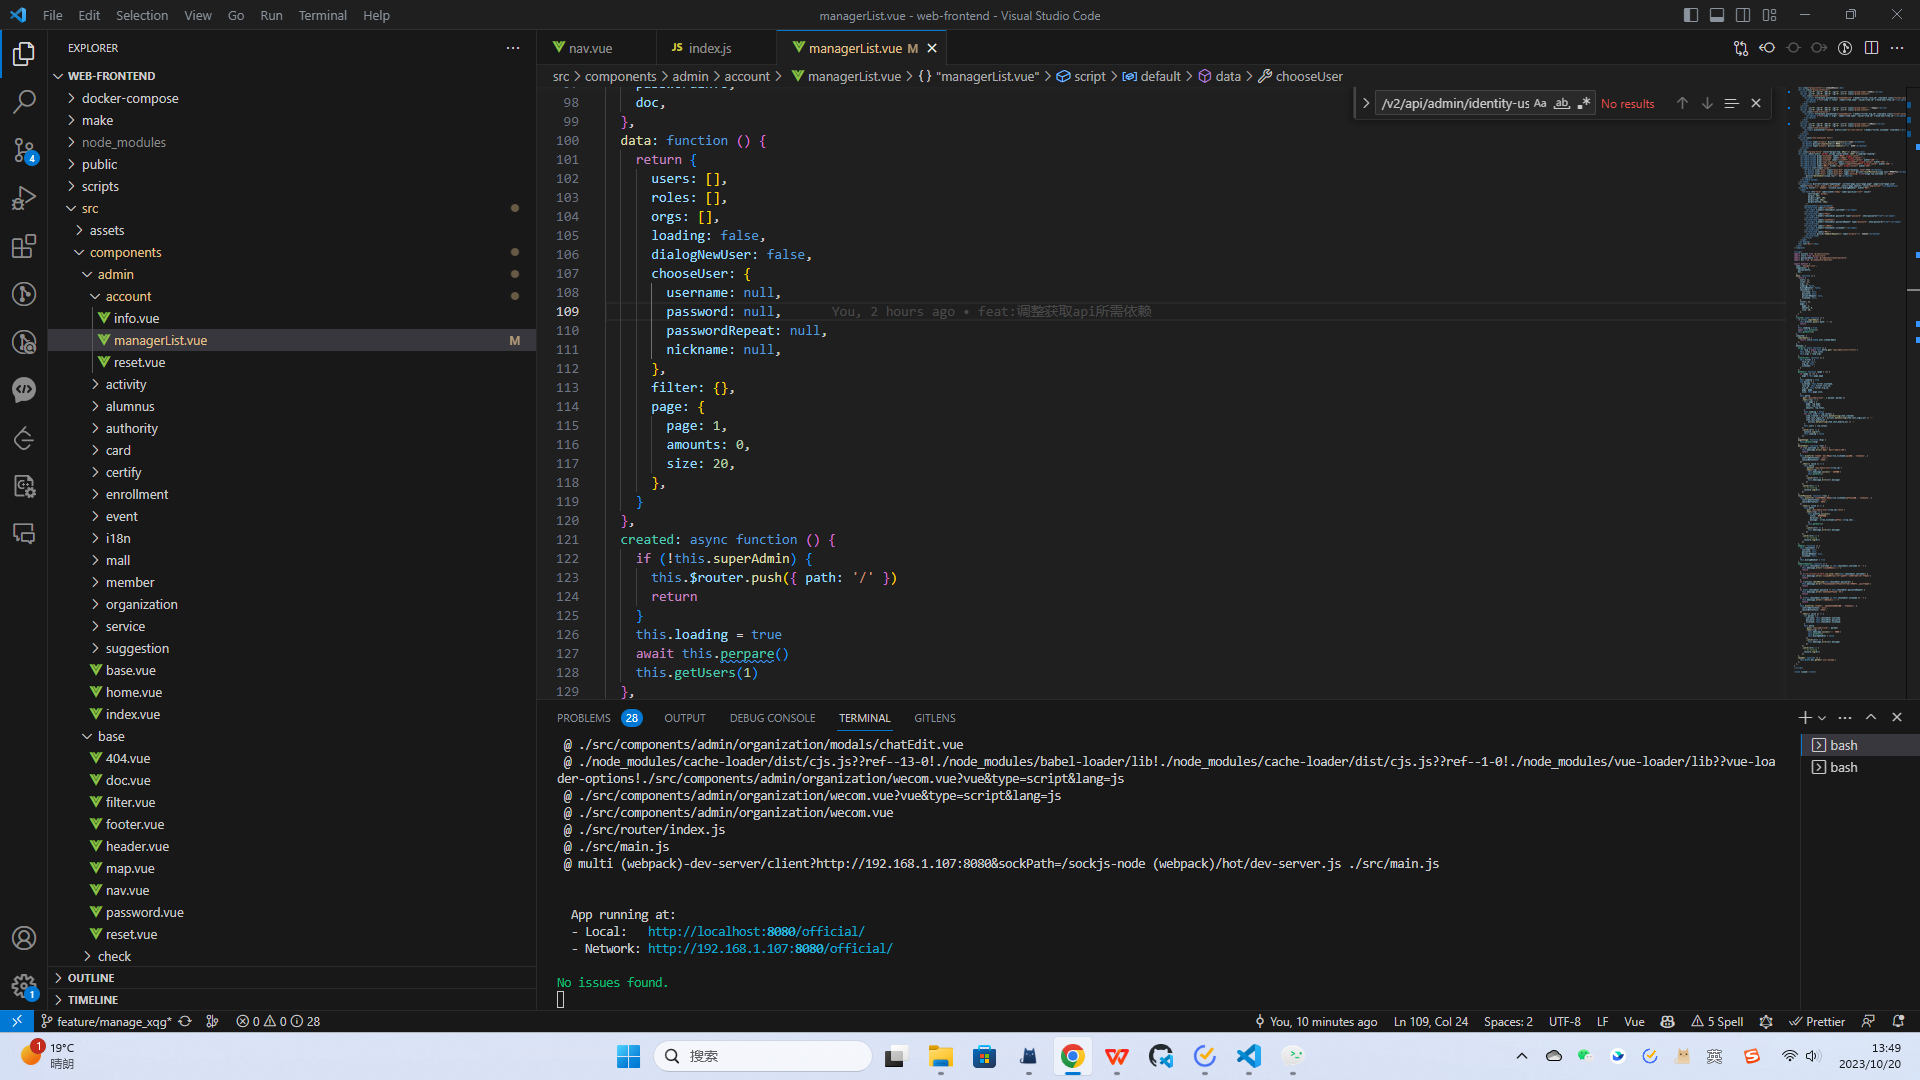 File Edit Selection View Go Run Terminal Help
managerList.vue - web-frontend - Visual Studio Code
EXPLORER
WEB-FRONTEND
docker-compose
make
node_modules
public
scripts
src
assets
components
admin
account
info.vue
managerList.vue M
reset.vue
activity
alumnus
authority
card
certify
enrollment
event
i18n
mall
member
organization
service
suggestion
base.vue
home.vue
index.vue
base
404.vue
doc.vue
filter.vue
footer.vue
header.vue
map.vue
nav.vue
password.vue
reset.vue
check
OUTLINE
TIMELINE
4
1
nav.vue
JS index.js
managerList.vue M
src > components > admin > account > managerList.vue > {} "managerList.vue" > script > default > data > chooseUser
/v2/api/admin/identity-us Aa ab No results
98 doc,
99 },
100 data: function () {
101 return {
102 users: [],
103 roles: [],
104 orgs: [],
105 loading: false,
106 dialogNewUser: false,
107 chooseUser: {
108 username: null,
109 password: null, You, 2 hours ago • feat:调整获取api所需依赖
110 passwordRepeat: null,
111 nickname: null,
112 },
113 filter: {},
114 page: {
115 page: 1,
116 amounts: 0,
117 size: 20,
118 },
119 }
120 },
121 created: async function () {
122 if (!this.superAdmin) {
123 this.$router.push({ path: '/' })
124 return
125 }
126 this.loading = true
127 await this.perpare()
128 this.getUsers(1)
129 },
PROBLEMS 28 OUTPUT DEBUG CONSOLE TERMINAL GITLENS
@ ./src/components/admin/organization/modals/chatEdit.vue
@ ./node_modules/cache-loader/dist/cjs.js??ref--13-0!./node_modules/babel-loader/lib!./node_modules/cache-loader/dist/cjs.js??ref--1-0!./node_modules/vue-loader/lib??vue-loa
der-options!./src/components/admin/organization/wecom.vue?vue&type=script&lang=js
@ ./src/components/admin/organization/wecom.vue?vue&type=script&lang=js
@ ./src/components/admin/organization/wecom.vue
@ ./src/router/index.js
@ ./src/main.js
@ multi (webpack)-dev-server/client?http://192.168.1.107:8080&sockPath=/sockjs-node (webpack)/hot/dev-server.js ./src/main.js
App running at:
- Local: http://localhost:8080/official/
- Network: http://192.168.1.107:8080/official/
No issues found.
bash
bash
feature/manage_xqg* 0 0 28
You, 10 minutes ago Ln 109, Col 24 Spaces: 2 UTF-8 LF Vue 5 Spell Prettier
1
19°C
晴朗
搜索
英
13:49
2023/10/20